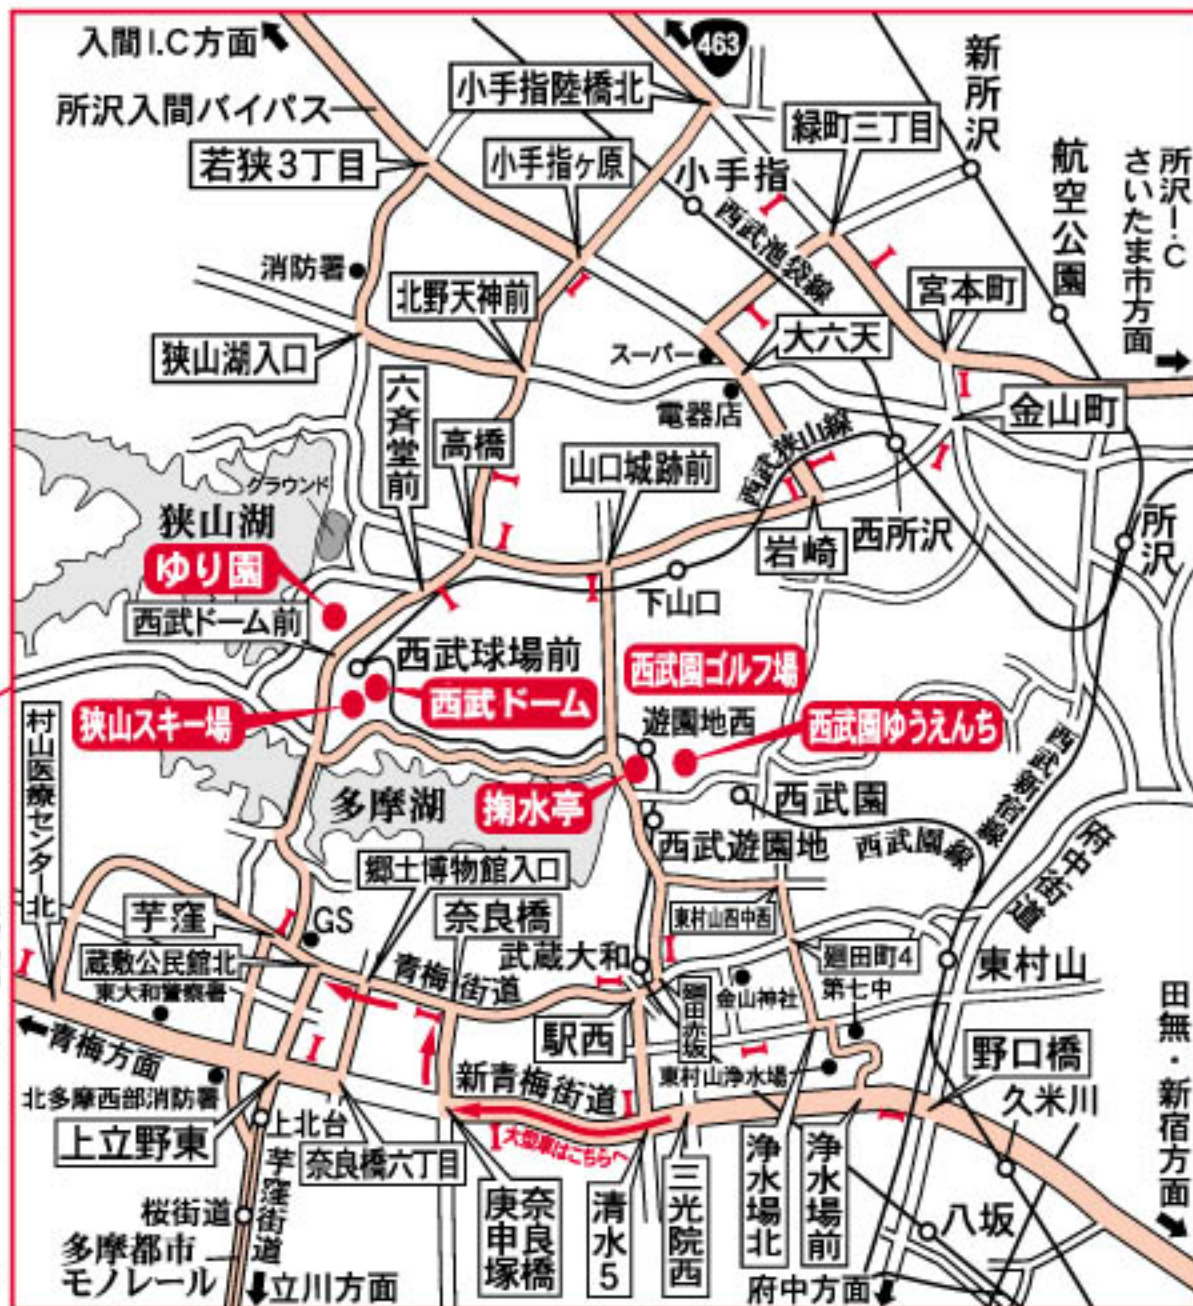 入間I.C方面
463
小手指陸橋北
新所沢
所沢入間バイパス
緑町三丁目
若狭3丁目
小手指ヶ原
小手指
航空公園
所沢I.C
さいたま市方面
西武池袋線
消防署
北野天神前
宮本町
狭山湖入口
スーパー
大六天
六斉堂前
電器店
金山町
高橋
山口城跡前
西武狭山線
グラウンド
狭山湖
岩崎
西所沢
所沢
ゆり園
下山口
西武ドーム前
西武球場前
西武園ゴルフ場
狭山スキー場
西武ドーム
遊園地西
西武園ゆうえんち
村山医療センター北
多摩湖
掬水亭
西武園
西武新宿線
西武遊園地
西武園線
府中街道
郷土博物館入口
芋窪
GS
奈良橋
東村山四中西
蔵敷公民館北
青梅街道
武蔵大和
廻田町4
東村山
東大和警察署
廻田赤坂
金山神社
第七中
田無・新宿方面
青梅方面
駅西
野口橋
新青梅街道
東村山浄水場
北多摩西部消防署
久米川
上立野東
上北台
大型車はこちらへ
奈良橋六丁目
芋窪街道
奈良橋
庚申塚
清水5
三光院西
浄水場北
浄水場前
桜街道
八坂
多摩都市
モノレール
立川方面
府中方面